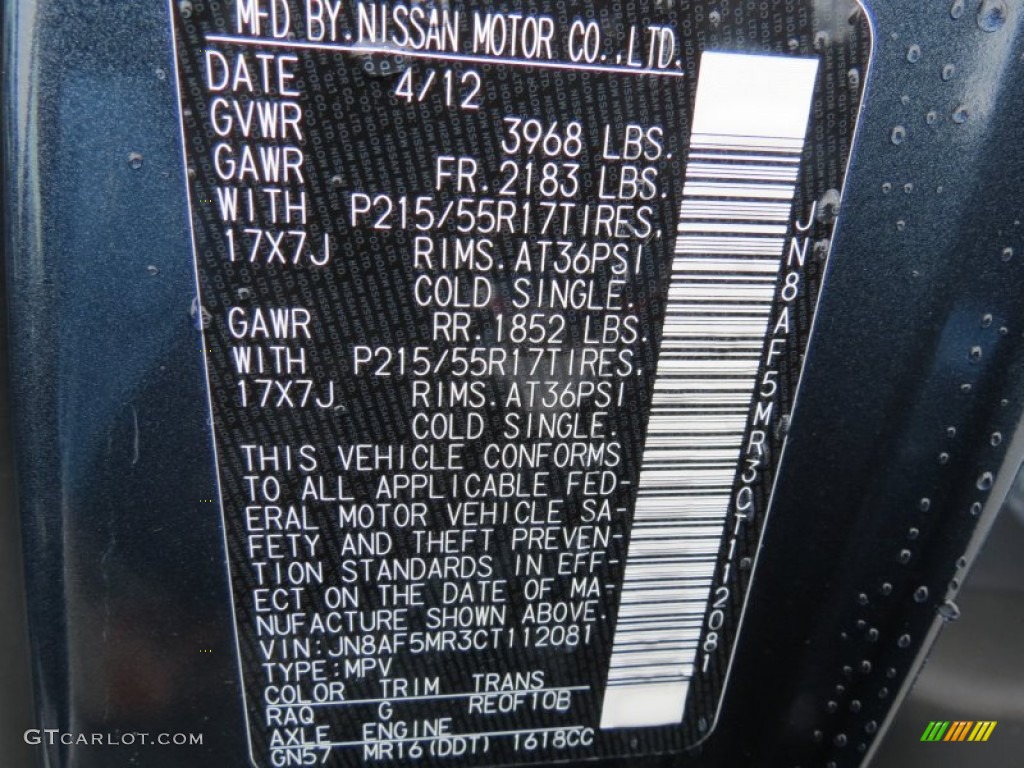 MFD BY.NISSAN MOTOR CO.,LTD.
DATE 4/12
GVWR 3968 LBS.
GAWR FR.2183 LBS.
WITH P215/55R17TIRES,
17X7J RIMS.AT36PSI
COLD SINGLE.
GAWR RR.1852 LBS.
WITH P215/55R17TIRES.
17X7J RIMS.AT36PSI
COLD SINGLE.
THIS VEHICLE CONFORMS
TO ALL APPLICABLE FED-
ERAL MOTOR VEHICLE SA-
FETY AND THEFT PREVEN-
TION STANDARDS IN EFF-
ECT ON THE DATE OF MA-
NUFACTURE SHOWN ABOVE.
VIN:JN8AF5MR3CT112081
TYPE:MPV
COLOR TRIM TRANS
RAQ G RE0F10B
AXLE ENGINE
GN57 MR16(DDT) 1618CC
JN8AF5MR3CT112081
GTCarlot.com